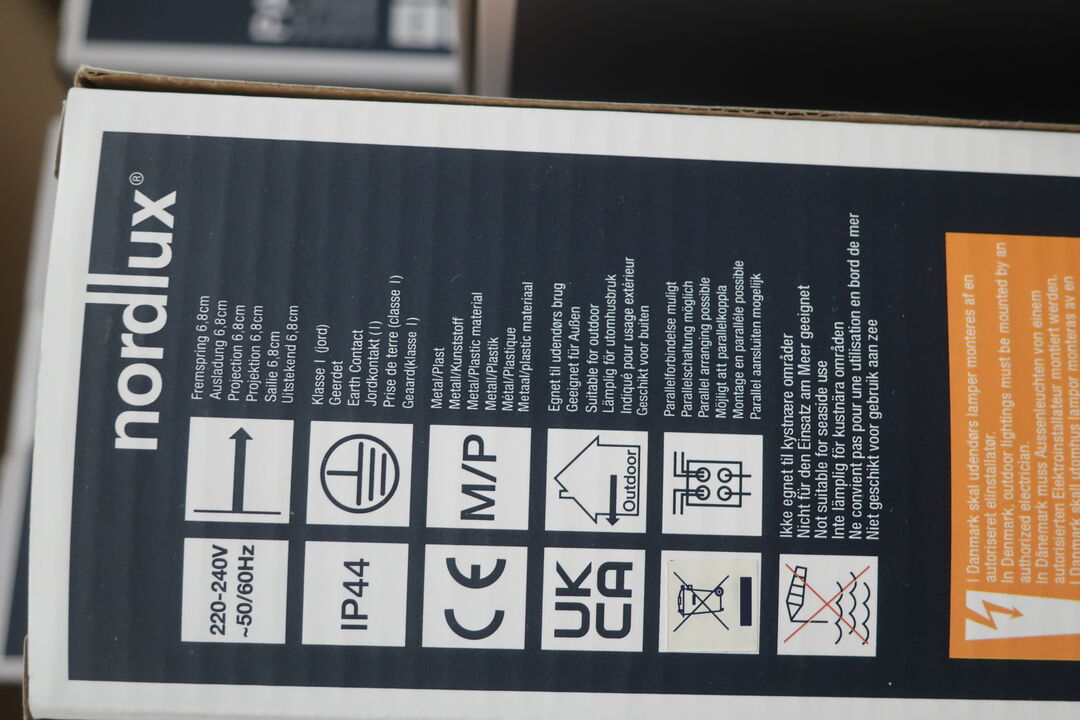 nordlux®
220-240V
~50/60Hz
Fremspring 6,8cm
Ausladung 6,8cm
Projection 6,8cm
Projektion 6,8cm
Saillie 6,8cm
Uitstekend 6,8cm
IP44
Klasse I (jord)
Geerdet
Earth Contact
Jordkontakt (I)
Prise de terre (classe I)
Geaard(klasse I)
CE
M/P
Metal/Plast
Metall/Kunststoff
Metal/Plastic material
Metall/Plastik
Métal/Plastique
Metaal/plastic materiaal
UK
CA
Outdoor
Egnet til udendørs brug
Geeignet für Außen
Suitable for outdoor
Lämplig för utomhusbruk
Indiqué pour usage extérieur
Geschikt voor buiten
Parallelforbindelse muligt
Parallelschaltung möglich
Parallel arranging possible
Möjligt att parallelkoppla
Montage en parallèle possible
Parallel aansluiten mogelijk
Ikke egnet til kystnære områder
Nicht für den Einsatz am Meer geeignet
Not suitable for seaside use
Inte lämplig för kustnära områden
Ne convient pas pour une utilisation en bord de mer
Niet geschikt voor gebruik aan zee
I Danmark skal udendørs lamper monteres af en
autoriseret elinstallatør.
In Denmark, outdoor lightings must be mounted by an
authorized electrician.
In Dänemark muss Aussenleuchten von einem
autorisierten Elektroinstallateur montiert werden.
I Danmark skall utomhus lampor monteras av en